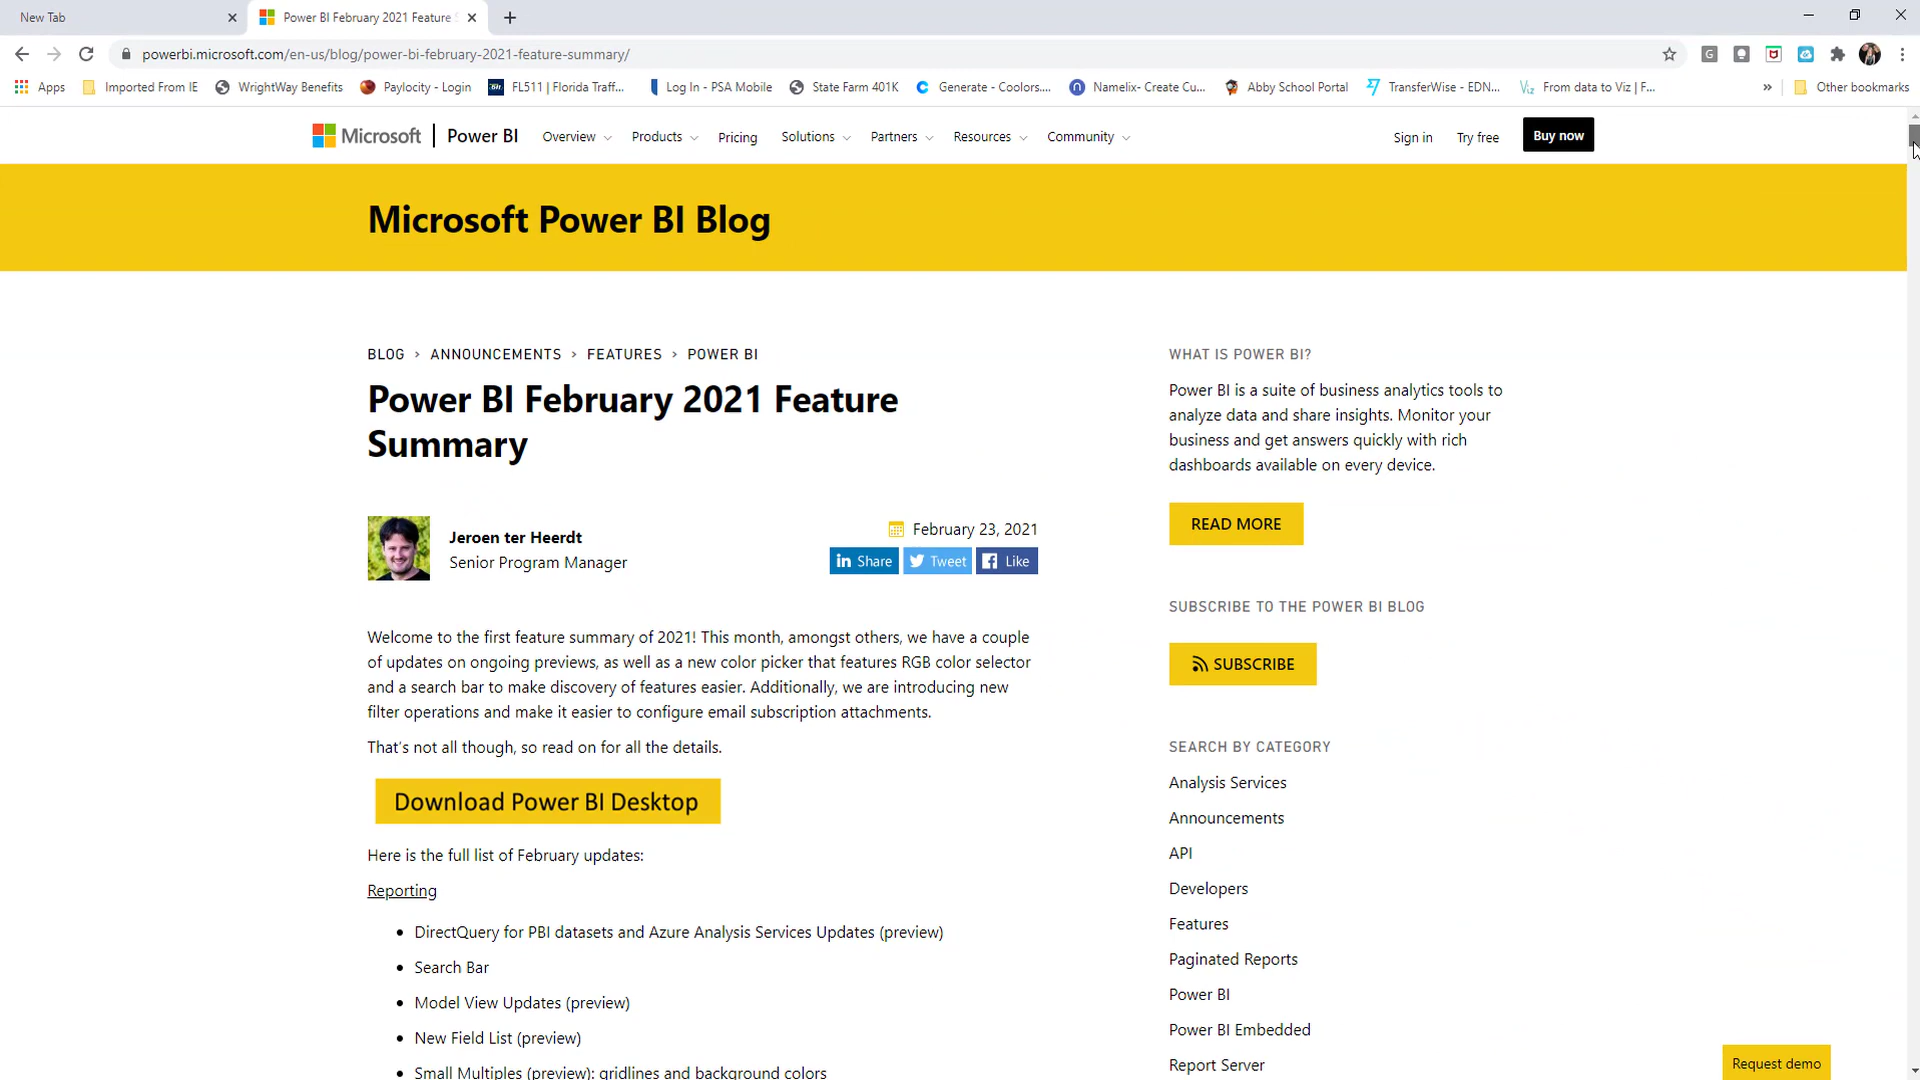 New Tab
Power BI February 2021 Feature S
powerbi.microsoft.com/en-us/blog/power-bi-february-2021-feature-summary/
Apps
Imported From IE
WrightWay Benefits
Paylocity - Login
FL511 | Florida Traff...
Log In - PSA Mobile
State Farm 401K
Generate - Coolors....
Namelix- Create Cu...
Abby School Portal
TransferWise - EDN...
From data to Viz | F...
Other bookmarks
Microsoft
Power BI
Overview
Products
Pricing
Solutions
Partners
Resources
Community
Sign in
Try free
Buy now
Microsoft Power BI Blog
BLOG › ANNOUNCEMENTS › FEATURES › POWER BI
Power BI February 2021 Feature
Summary
Jeroen ter Heerdt
Senior Program Manager
February 23, 2021
Share
Tweet
Like
Welcome to the first feature summary of 2021! This month, amongst others, we have a couple
of updates on ongoing previews, as well as a new color picker that features RGB color selector
and a search bar to make discovery of features easier. Additionally, we are introducing new
filter operations and make it easier to configure email subscription attachments.
That's not all though, so read on for all the details.
Download Power BI Desktop
Here is the full list of February updates:
Reporting
• DirectQuery for PBI datasets and Azure Analysis Services Updates (preview)
• Search Bar
• Model View Updates (preview)
• New Field List (preview)
• Small Multiples (preview): gridlines and background colors
WHAT IS POWER BI?
Power BI is a suite of business analytics tools to
analyze data and share insights. Monitor your
business and get answers quickly with rich
dashboards available on every device.
READ MORE
SUBSCRIBE TO THE POWER BI BLOG
SUBSCRIBE
SEARCH BY CATEGORY
Analysis Services
Announcements
API
Developers
Features
Paginated Reports
Power BI
Power BI Embedded
Report Server
Request demo